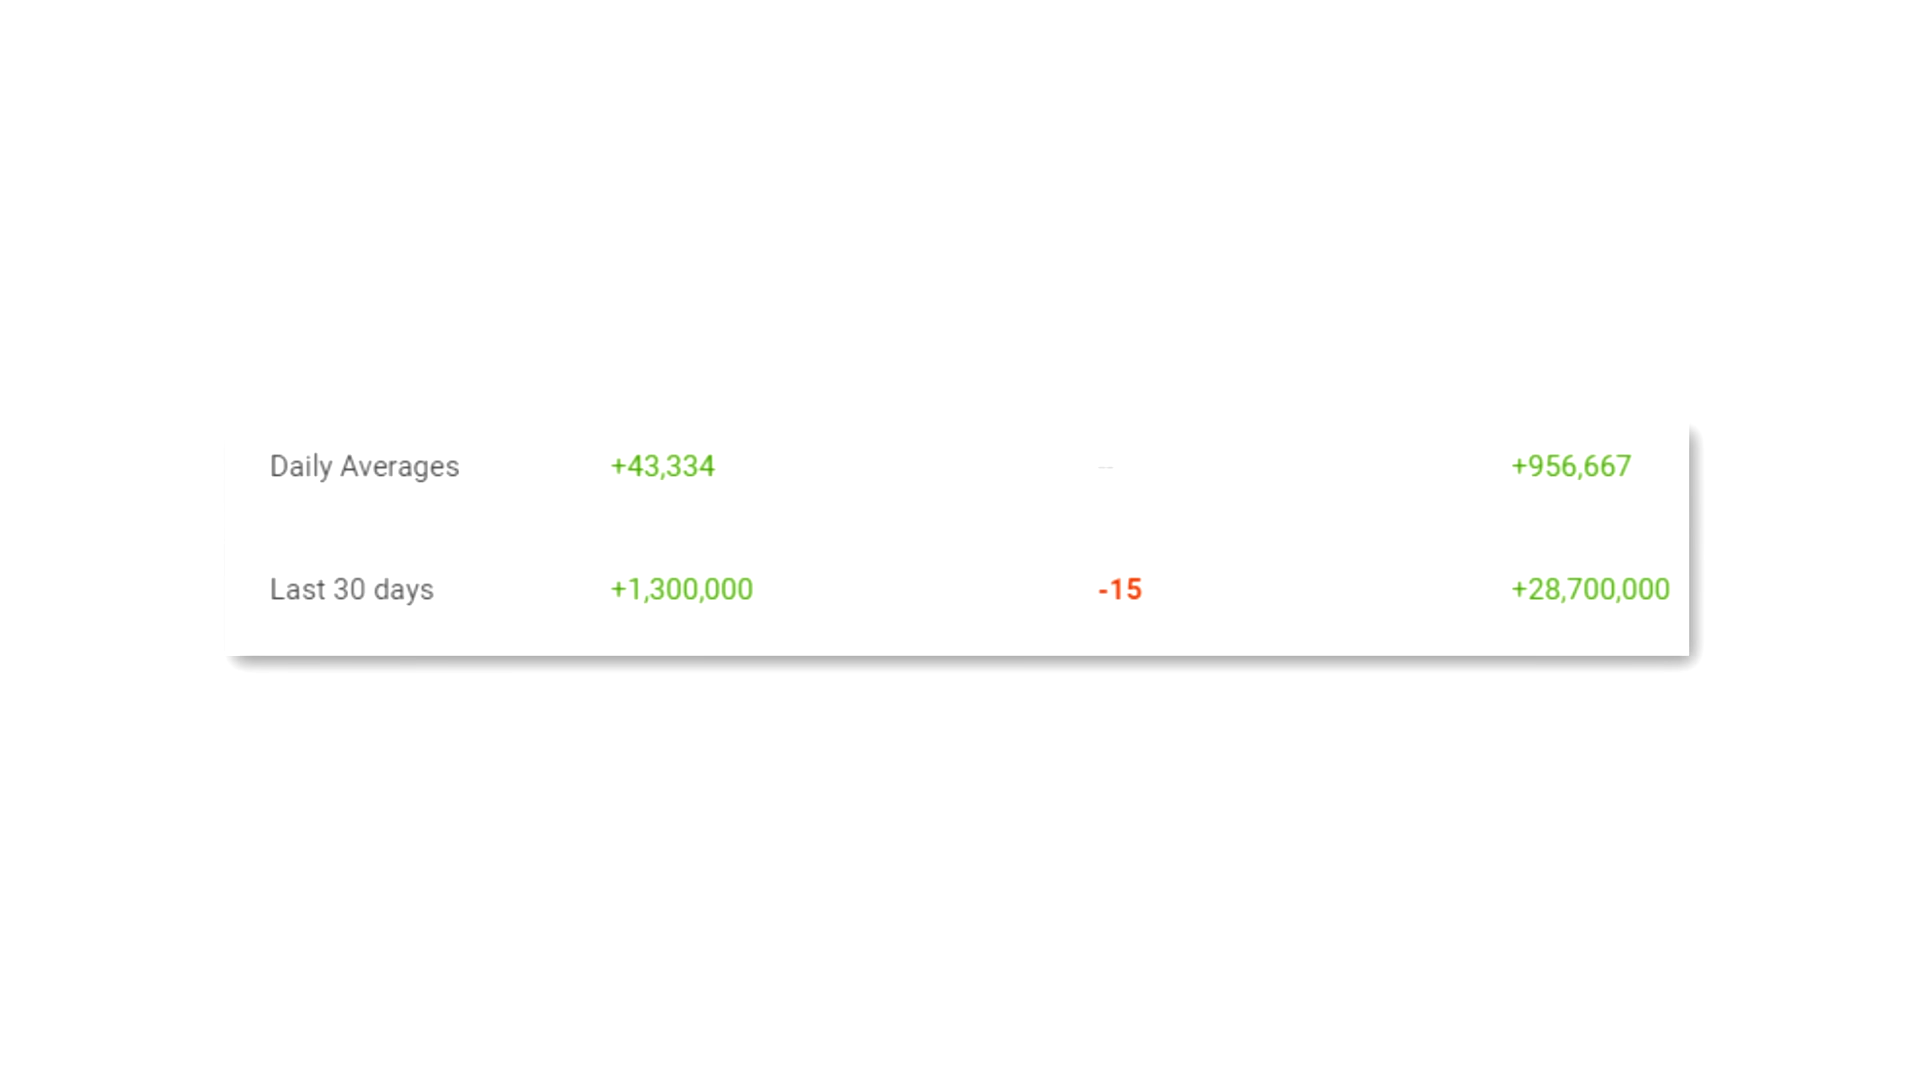 Daily Averages +43,334 -- +956,667
Last 30 days +1,300,000 -15 +28,700,000